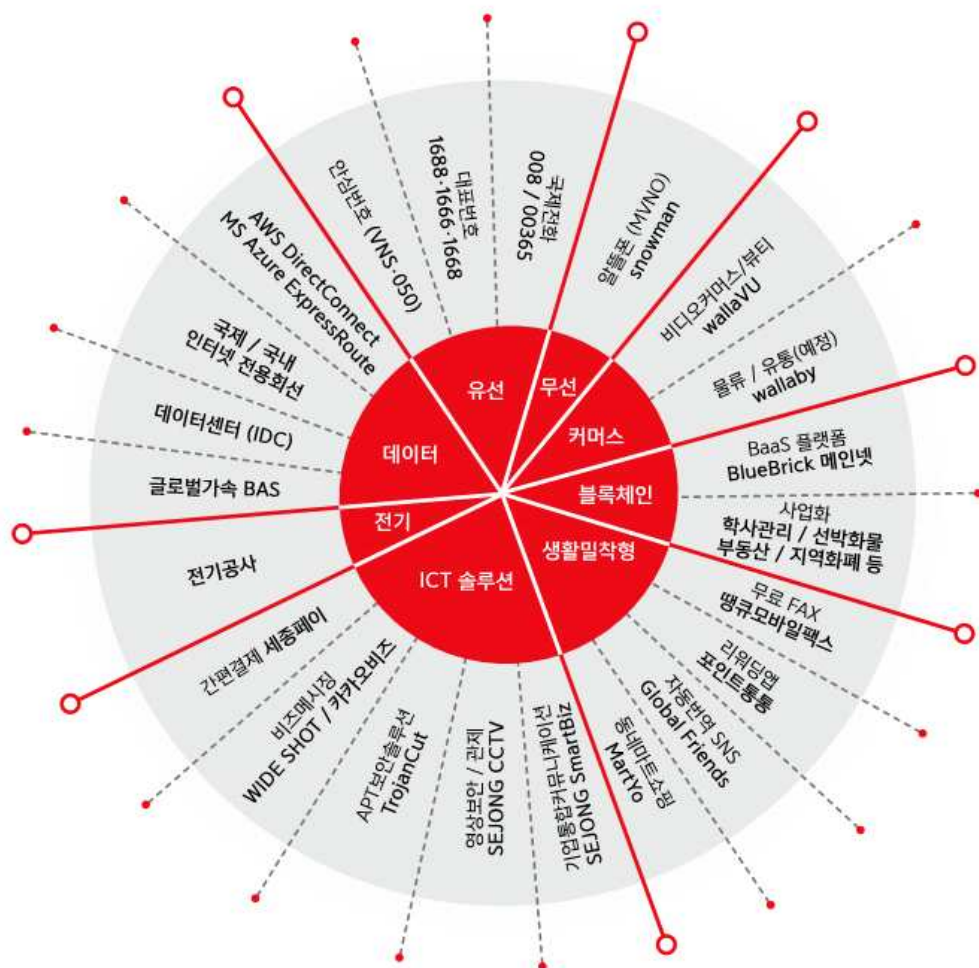 유선
무선
커머스
블록체인
생활밀착형
ICT 솔루션
전기
데이터
안심번호 (VNS·050)
대표번호
1688·1666·1668
국제전화
008 / 00365
알뜰폰 (MVNO)
snowman
비디오커머스/뷰티
wallaVU
물류 / 유통(예정)
wallaby
BaaS 플랫폼
BlueBrick 메인넷
사업화
학사관리 / 선박화물
부동산 / 지역화폐 등
무료 FAX
땡큐모바일팩스
리워딩앱
포인트통통
자동번역 SNS
Global Friends
동네마트쇼핑
MartYo
기업통합커뮤니케이션
SEJONG SmartBiz
영상보안 / 관제
SEJONG CCTV
APT보안솔루션
TrojanCut
비즈메시징
WIDE SHOT / 카카오비즈
간편결제 세종페이
전기공사
글로벌가속 BAS
데이터센터 (IDC)
국제 / 국내
인터넷 전용회선
AWS DirectConnect
MS Azure ExpressRoute